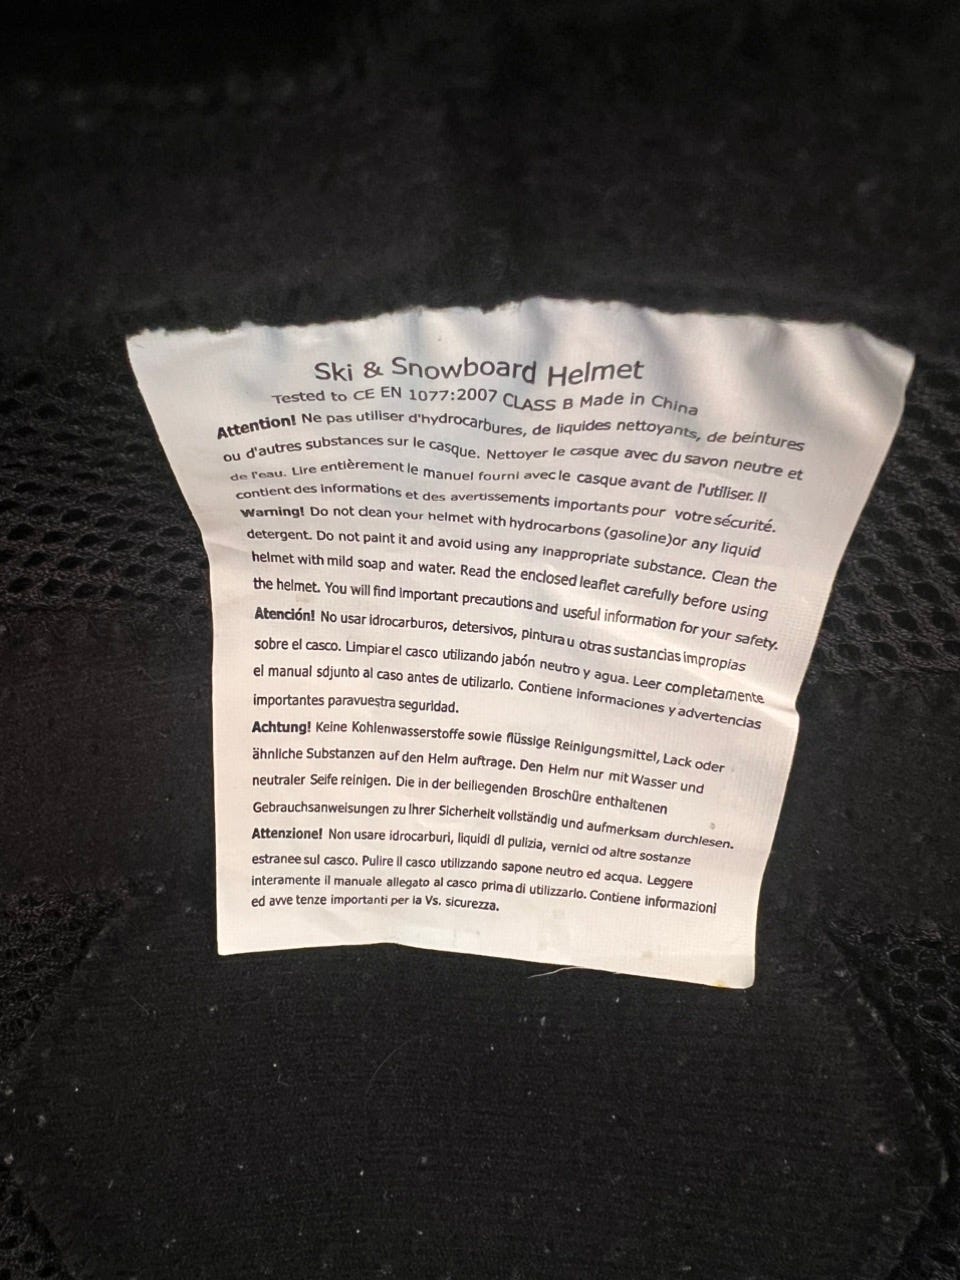 Ski & Snowboard Helmet
Tested to CE EN 1077:2007 CLASS B Made in China
Attention! Ne pas utiliser d'hydrocarbures, de liquides nettoyants, de beintures
ou d'autres substances sur le casque. Nettoyer le casque avec du savon neutre et
de l'eau. Lire entièrement le manuel fourni avec le casque avant de l'utiliser. Il
contient des informations et des avertissements importants pour votre sécurité.
Warning! Do not clean your helmet with hydrocarbons (gasoline)or any liquid
detergent. Do not paint it and avoid using any inappropriate substance. Clean the
helmet with mild soap and water. Read the enclosed leaflet carefully before using
the helmet. You will find important precautions and useful information for your safety.
Atención! No usar idrocarburos, detersivos, pintura u otras sustancias impropias
sobre el casco. Limpiar el casco utilizando jabón neutro y agua. Leer completamente
el manual sdjunto al caso antes de utilizarlo. Contiene informaciones y advertencias
importantes paravuestra seguridad.
Achtung! Keine Kohlenwasserstoffe sowie flüssige Reinigungsmittel, Lack oder
ähnliche Substanzen auf den Helm auftrage. Den Helm nur mit Wasser und
neutraler Seife reinigen. Die in der beiliegenden Broschüre enthaltenen
Gebrauchsanweisungen zu Ihrer Sicherheit vollständig und aufmerksam durchlesen.
Attenzione! Non usare idrocarburi, liquidi di pulizia, vernici od altre sostanze
estranee sul casco. Pulire il casco utilizzando sapone neutro ed acqua. Leggere
interamente il manuale allegato al casco prima di utilizzarlo. Contiene informazioni
ed avve tenze importanti per la Vs. sicurezza.